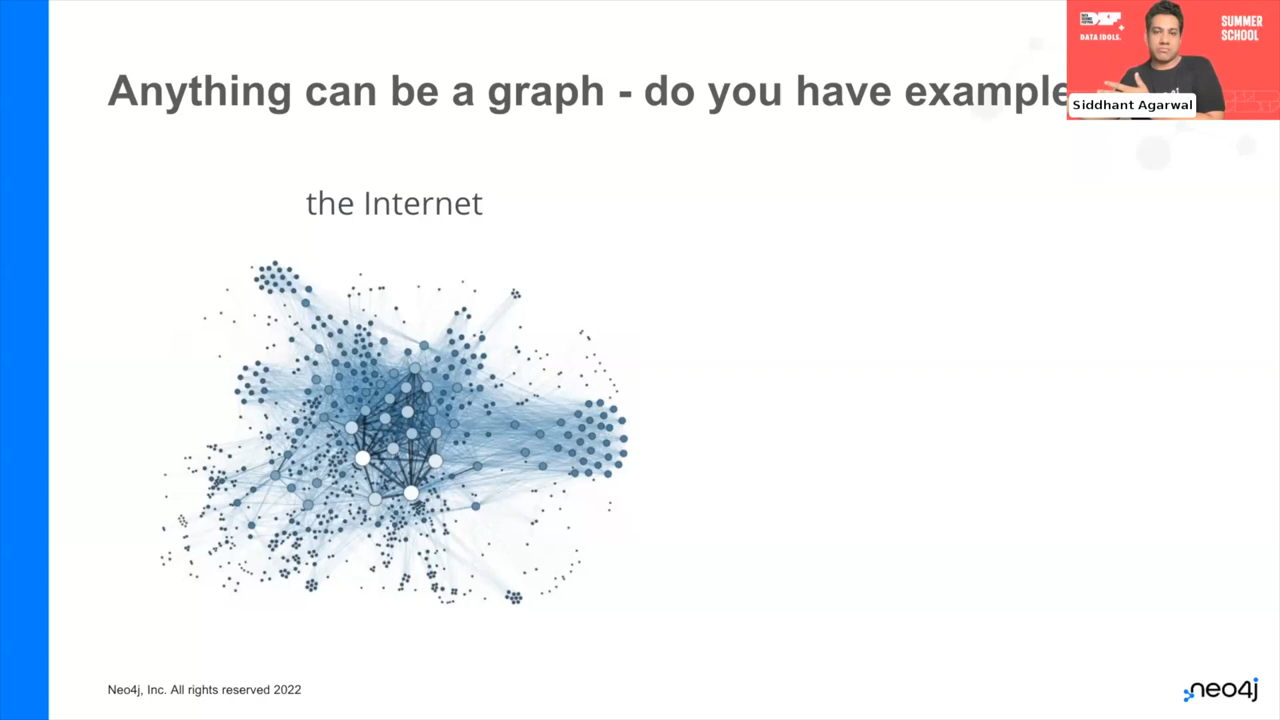 Anything can be a graph - do you have example
SUMMER
SCHOOL
DATA IDOLS.
Siddhant Agarwal
the Internet
Neo4j, Inc. All rights reserved 2022
neo4j